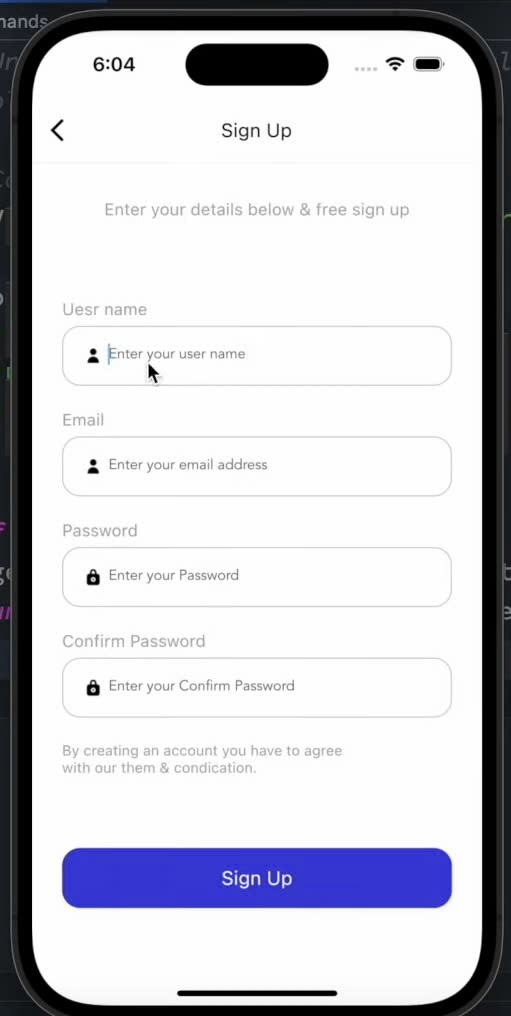 mands
6:04
Sign Up
Enter your details below & free sign up
Uesr name
Enter your user name
Email
Enter your email address
Password
Enter your Password
Confirm Password
Enter your Confirm Password
By creating an account you have to agree
with our them & condication.
Sign Up